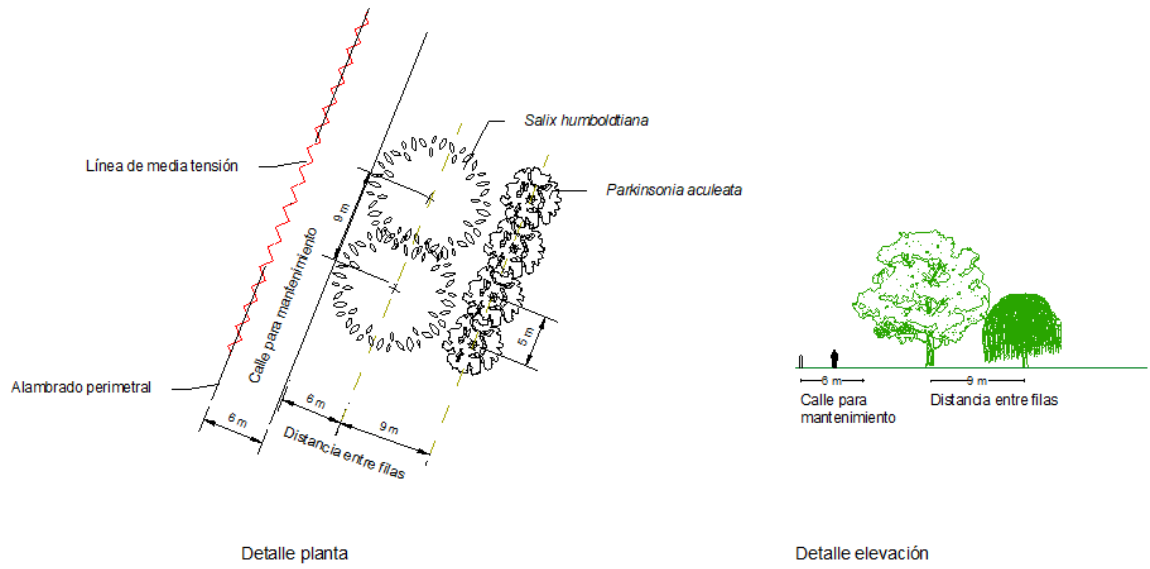 Salix humboldtiana
Línea de media tensión
Parkinsonia aculeata
9 m
Calle para mantenimiento
5 m
Alambrado perimetral
6 m
6 m
9 m
Distancia entre filas
6 m
Calle para
mantenimiento
9 m
Distancia entre filas
Detalle planta
Detalle elevación